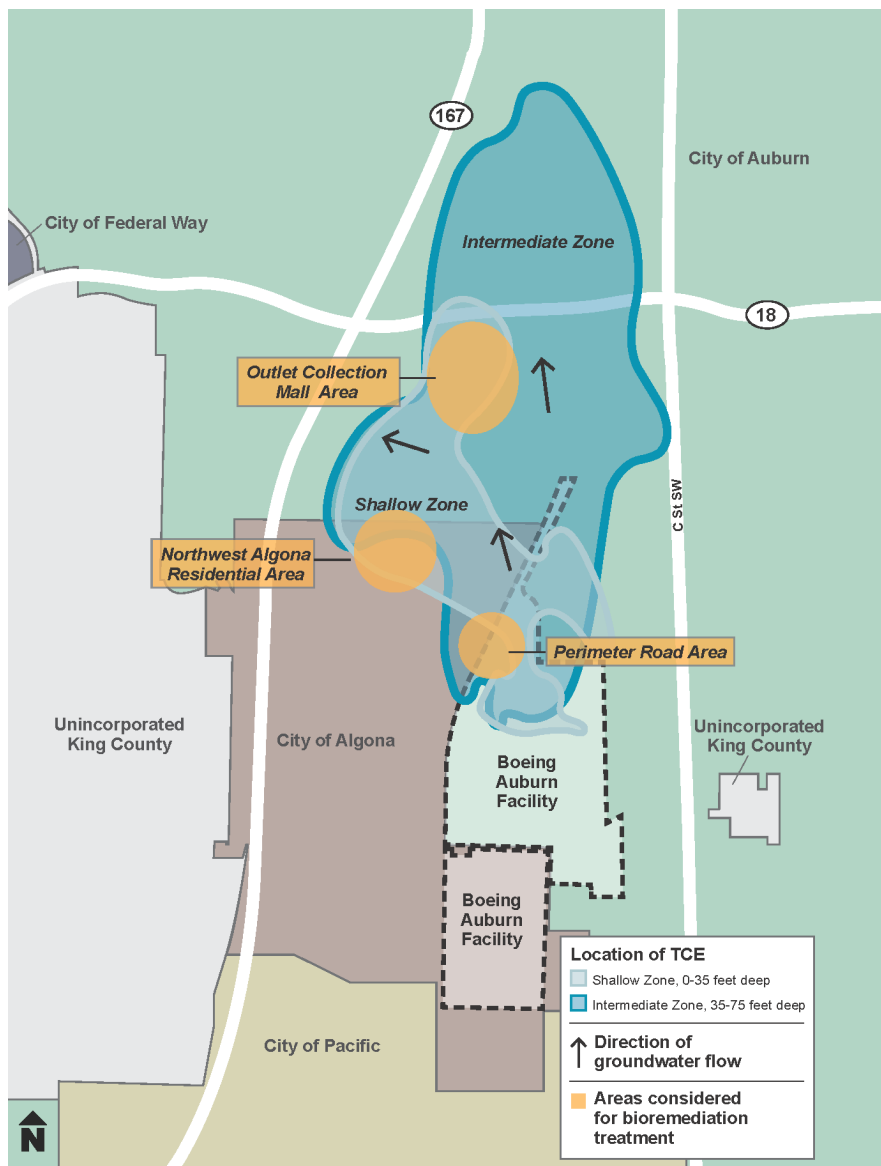 167
City of Auburn
City of Federal Way
Intermediate Zone
18
Outlet Collection
Mall Area
C St SW
Shallow Zone
Northwest Algona
Residential Area
Perimeter Road Area
Unincorporated
King County
City of Algona
Unincorporated
King County
Boeing
Auburn
Facility
Boeing
Auburn
Facility
City of Pacific
N
Location of TCE
Shallow Zone, 0-35 feet deep
Intermediate Zone, 35-75 feet deep
Direction of
groundwater flow
Areas considered
for bioremediation
treatment